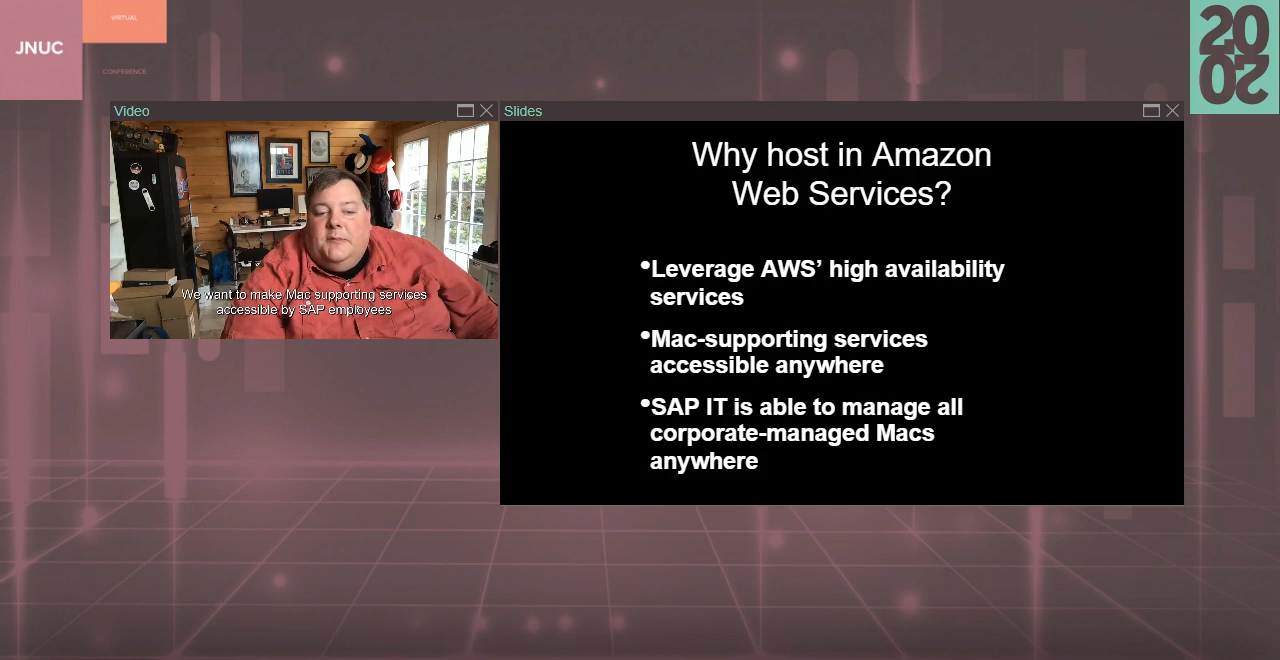 JNUC
VIRTUAL
CONFERENCE
20
20
Video
Slides
We want to make Mac supporting services
accessible by SAP employees
Why host in Amazon
Web Services?
•Leverage AWS’ high availability
services
•Mac-supporting services
accessible anywhere
•SAP IT is able to manage all
corporate-managed Macs
anywhere